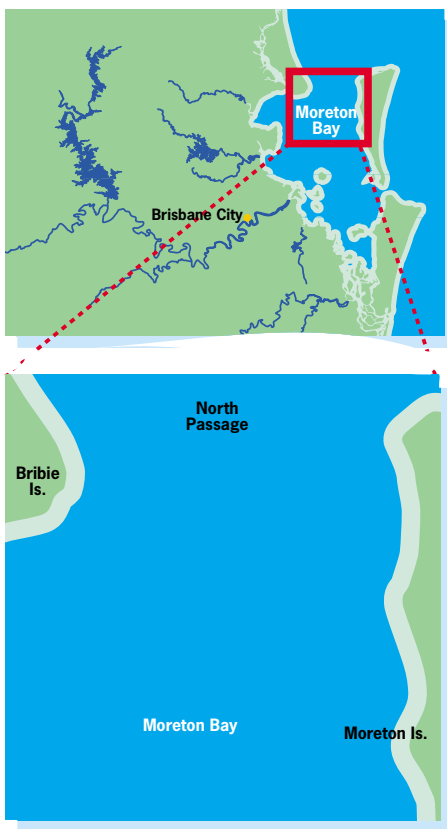 Moreton
Bay
Brisbane City
North
Passage
Bribie
Is.
Moreton Bay
Moreton Is.